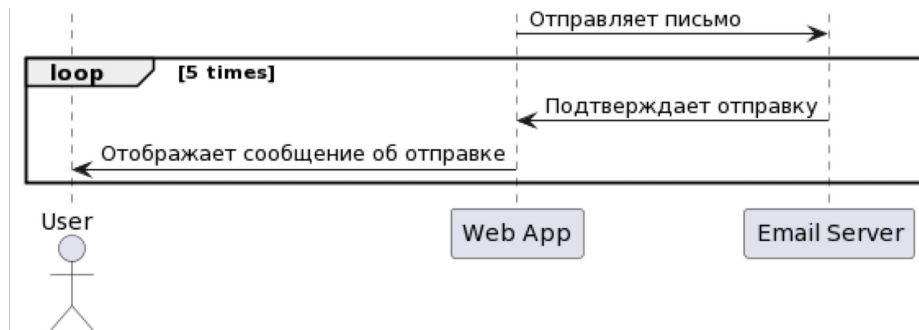 Отправляет письмо
loop [5 times]
Подтверждает отправку
Отображает сообщение об отправке
User
Web App
Email Server